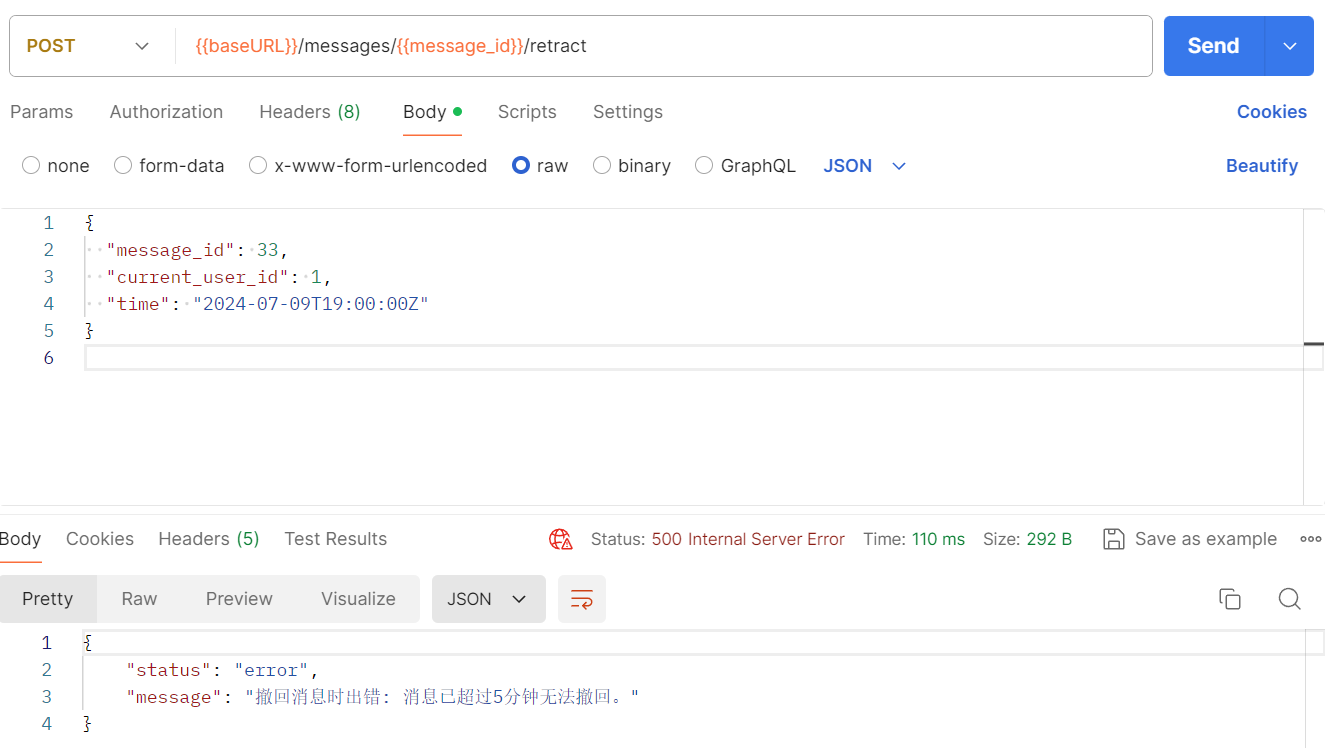 POST {{baseURL}}/messages/{{message_id}}/retract Send
Params Authorization Headers (8) Body Scripts Settings Cookies
none form-data x-www-form-urlencoded raw binary GraphQL JSON Beautify
1 {
2 "message_id": 33,
3 "current_user_id": 1,
4 "time": "2024-07-09T19:00:00Z"
5 }
6
Body Cookies Headers (5) Test Results Status: 500 Internal Server Error Time: 110 ms Size: 292 B Save as example
Pretty Raw Preview Visualize JSON
1 {
2 "status": "error",
3 "message": "撤回消息时出错: 消息已超过5分钟无法撤回。"
4 }